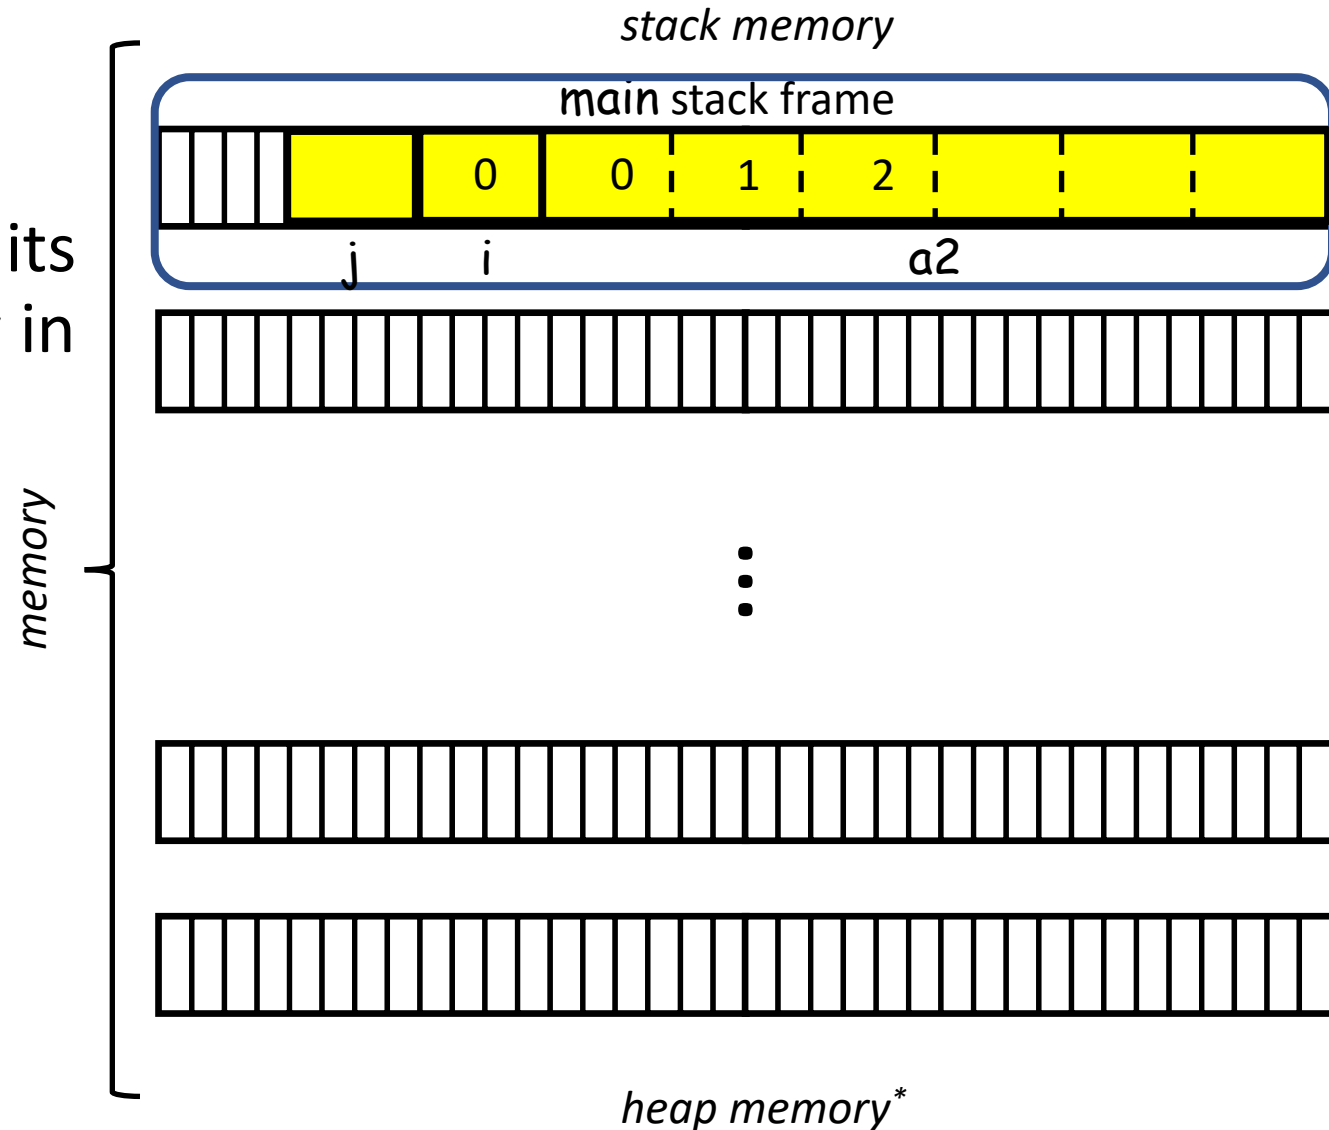 stack memory
main stack frame
0 0 1 2
its
j i a2
in
memory
heap memory*